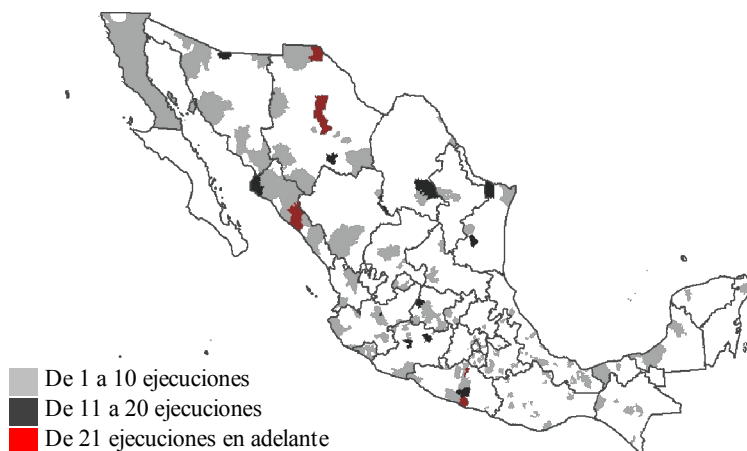 De 1 a 10 ejecuciones
De 11 a 20 ejecuciones
De 21 ejecuciones en adelante